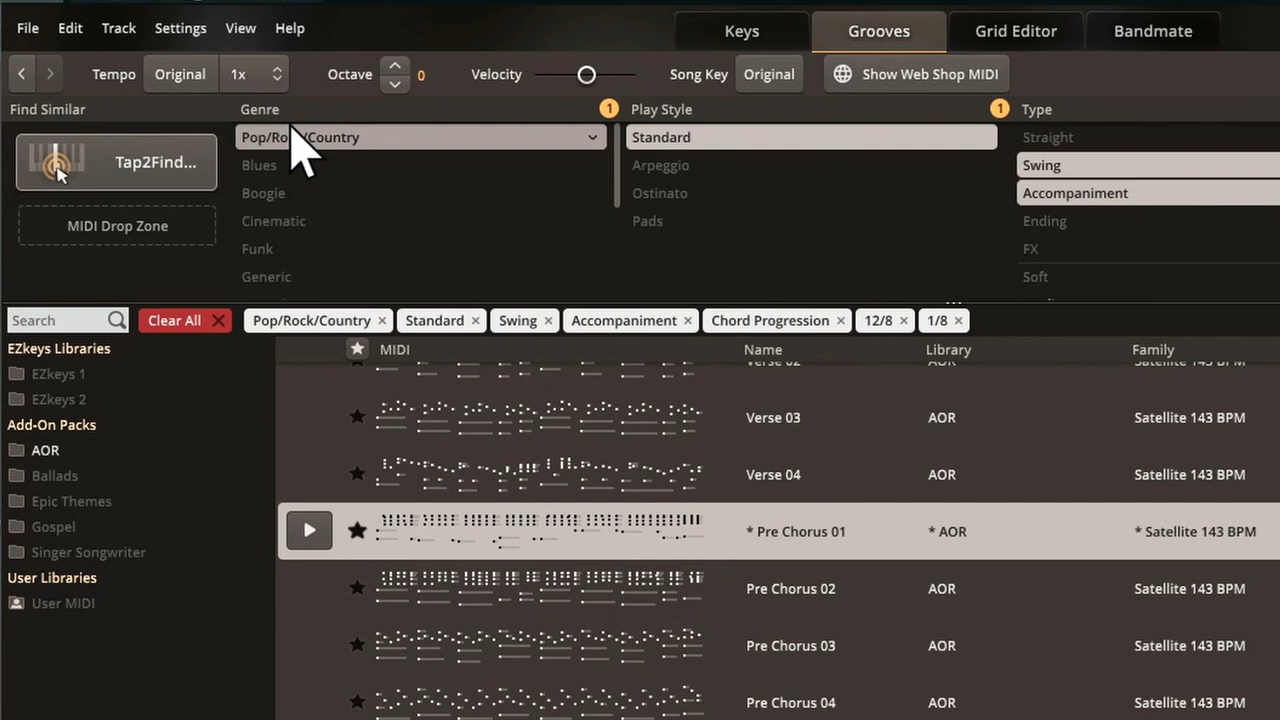 File Edit Track Settings View Help Keys Grooves Grid Editor Bandmate
Tempo Original 1x Octave 0 Velocity Song Key Original Show Web Shop MIDI
Find Similar Genre 1 Play Style 1 Type
Tap2Find...
MIDI Drop Zone
Pop/Rock/Country
Blues
Boogie
Cinematic
Funk
Generic
Standard
Arpeggio
Ostinato
Pads
Straight
Swing
Accompaniment
Ending
FX
Soft
Search Clear All Pop/Rock/Country Standard Swing Accompaniment Chord Progression 12/8 1/8
EZkeys Libraries
EZkeys 1
EZkeys 2
Add-On Packs
AOR
Ballads
Epic Themes
Gospel
Singer Songwriter
User Libraries
User MIDI
MIDI Name Library Family
Verse 02 AOR Satellite 143 BPM
Verse 03 AOR Satellite 143 BPM
Verse 04 AOR Satellite 143 BPM
* Pre Chorus 01 * AOR * Satellite 143 BPM
Pre Chorus 02 AOR Satellite 143 BPM
Pre Chorus 03 AOR Satellite 143 BPM
Pre Chorus 04 AOR Satellite 143 BPM